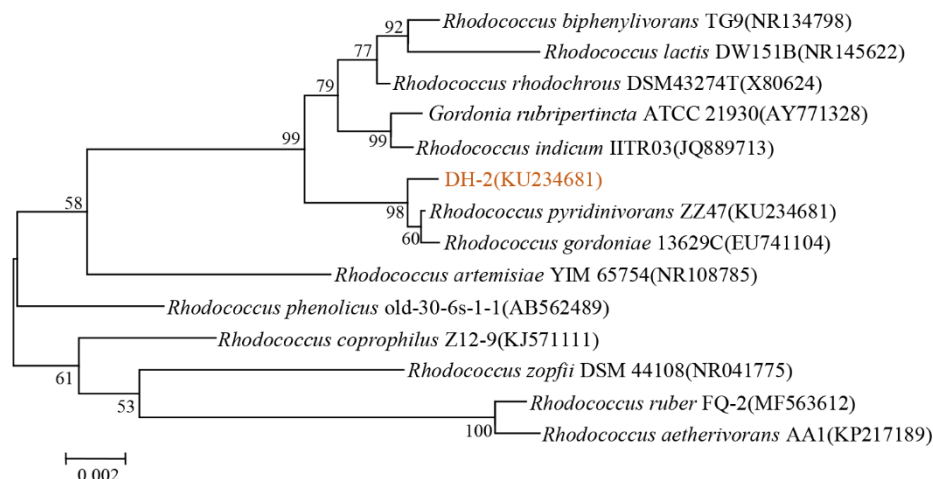 Rhodococcus biphenylivorans TG9(NR134798)
92
Rhodococcus lactis DW151B(NR145622)
77
Rhodococcus rhodochrous DSM43274T(X80624)
79
Gordonia rubripertincta ATCC 21930(AY771328)
99
99
Rhodococcus indicum IITR03(JQ889713)
DH-2(KU234681)
58
98
Rhodococcus pyridinivorans ZZ47(KU234681)
60
Rhodococcus gordoniae 13629C(EU741104)
Rhodococcus artemisiae YIM 65754(NR108785)
Rhodococcus phenolicus old-30-6s-1-1(AB562489)
Rhodococcus coprophilus Z12-9(KJ571111)
61
Rhodococcus zopfii DSM 44108(NR041775)
53
Rhodococcus ruber FQ-2(MF563612)
100
Rhodococcus aetherivorans AA1(KP217189)
0.002